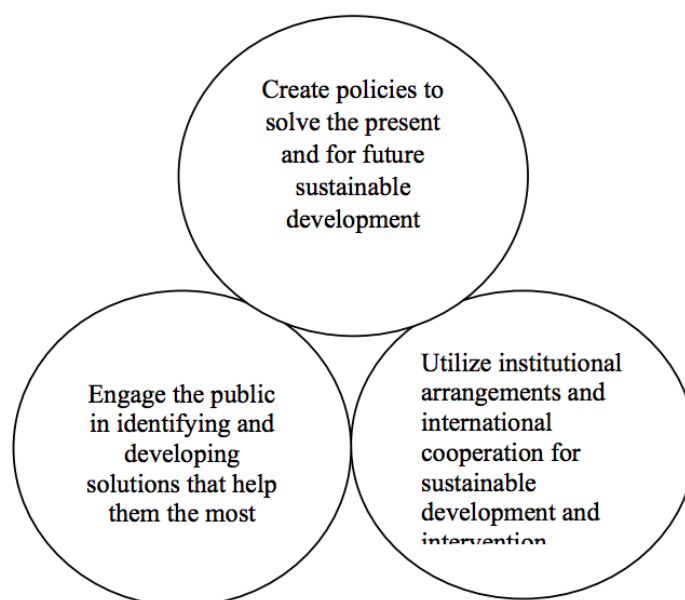 Create policies to
solve the present
and for future
sustainable
development
Engage the public
in identifying and
developing
solutions that help
them the most
Utilize institutional
arrangements and
international
cooperation for
sustainable
development and
intervention